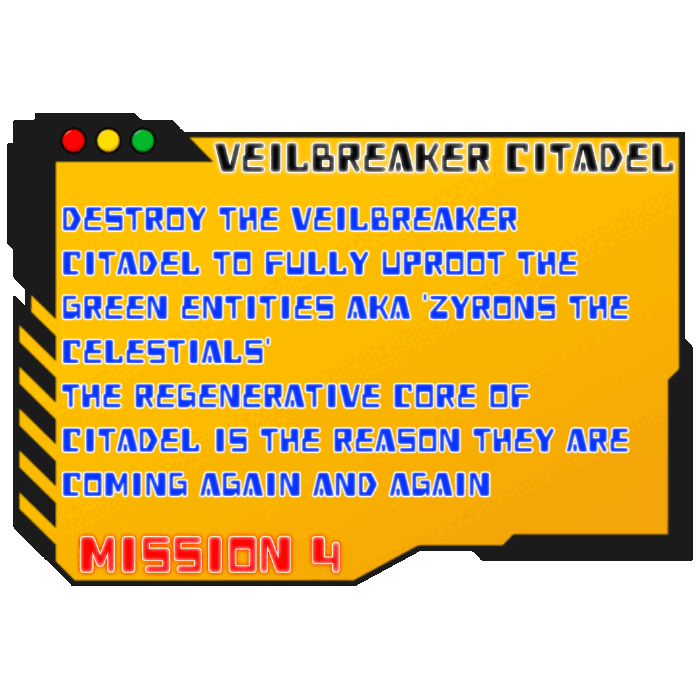 VEILBREAKER CITADEL
DESTROY THE VEILBREAKER
CITADEL TO FULLY UPROOT THE
GREEN ENTITIES AKA 'ZYRONS THE
CELESTIALS'
THE REGENERATIVE CORE OF
CITADEL IS THE REASON THEY ARE
COMING AGAIN AND AGAIN
MISSION 4